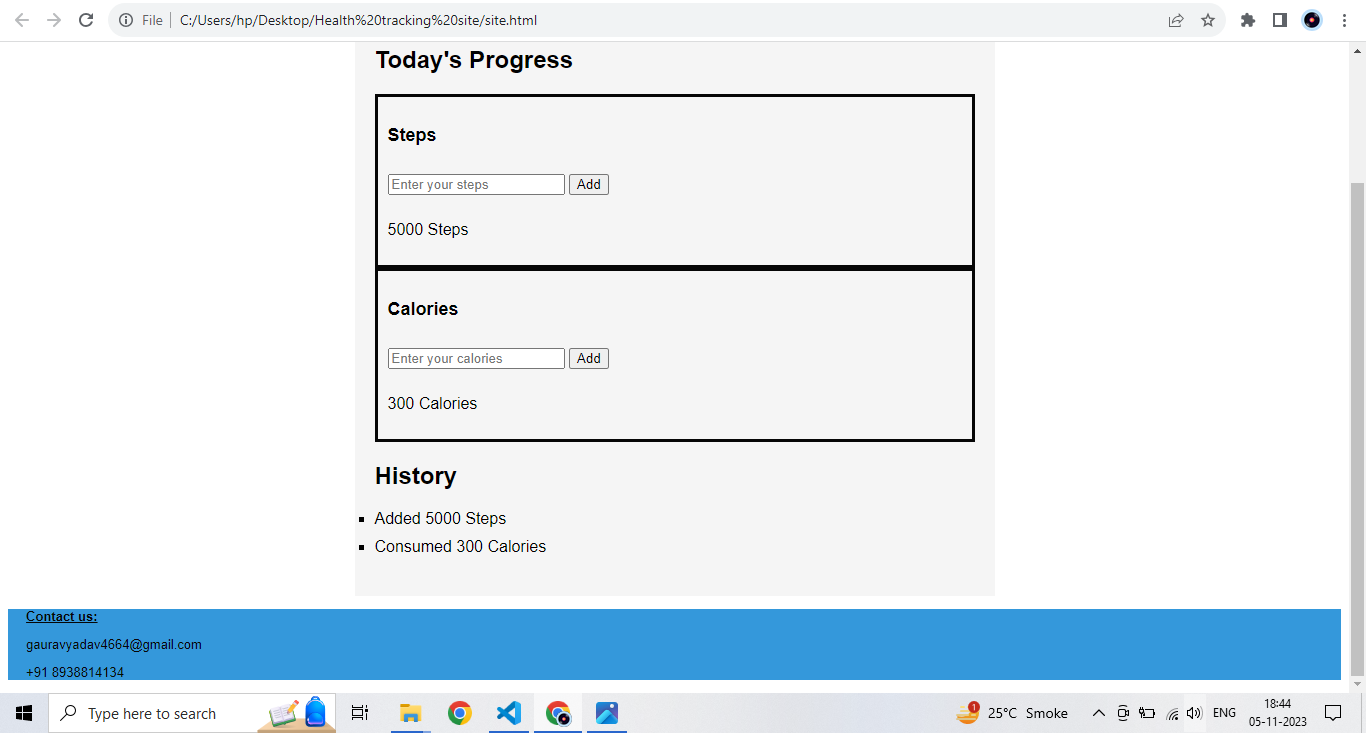 File C:/Users/hp/Desktop/Health%20tracking%20site/site.html
Today's Progress
Steps
Enter your steps Add
5000 Steps
Calories
Enter your calories Add
300 Calories
History
Added 5000 Steps
Consumed 300 Calories
Contact us:
gauravyadav4664@gmail.com
+91 8938814134
Type here to search
1
25°C Smoke
ENG
18:44
05-11-2023